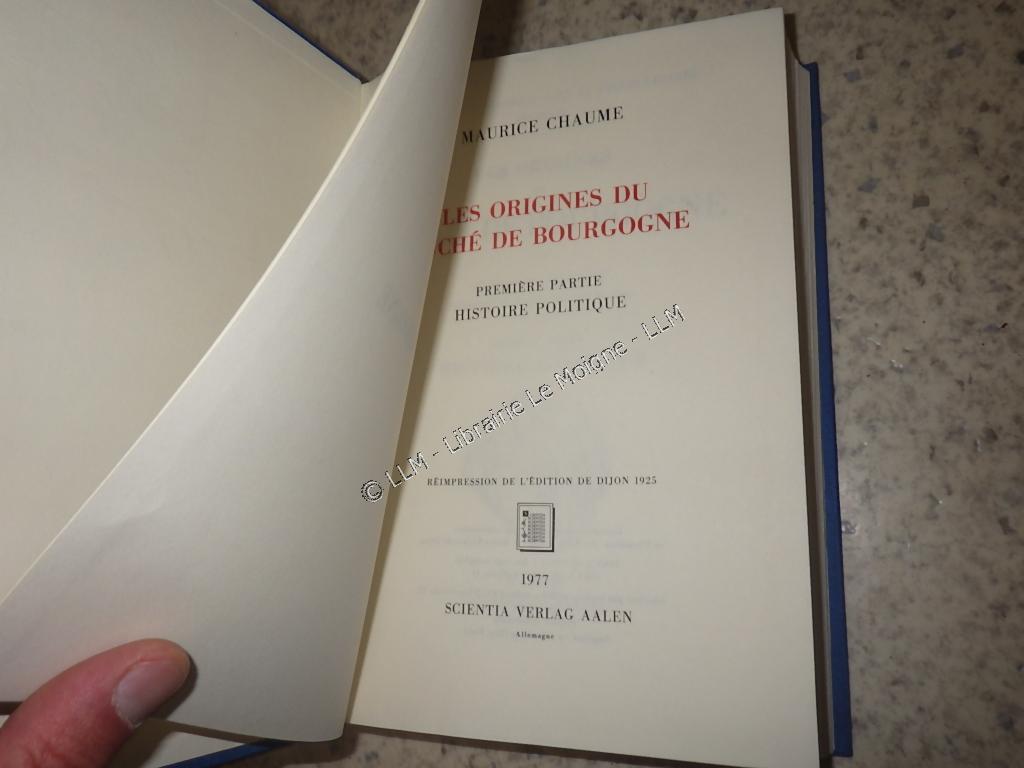 MAURICE CHAUME
LES ORIGINES DU
CHÉ DE BOURGOGNE
PREMIÈRE PARTIE
HISTOIRE POLITIQUE
© LLM - Librairie Le Moigne - LLM
RÉIMPRESSION DE L'ÉDITION DE DIJON 1925
1977
SCIENTIA VERLAG AALEN
Allemagne